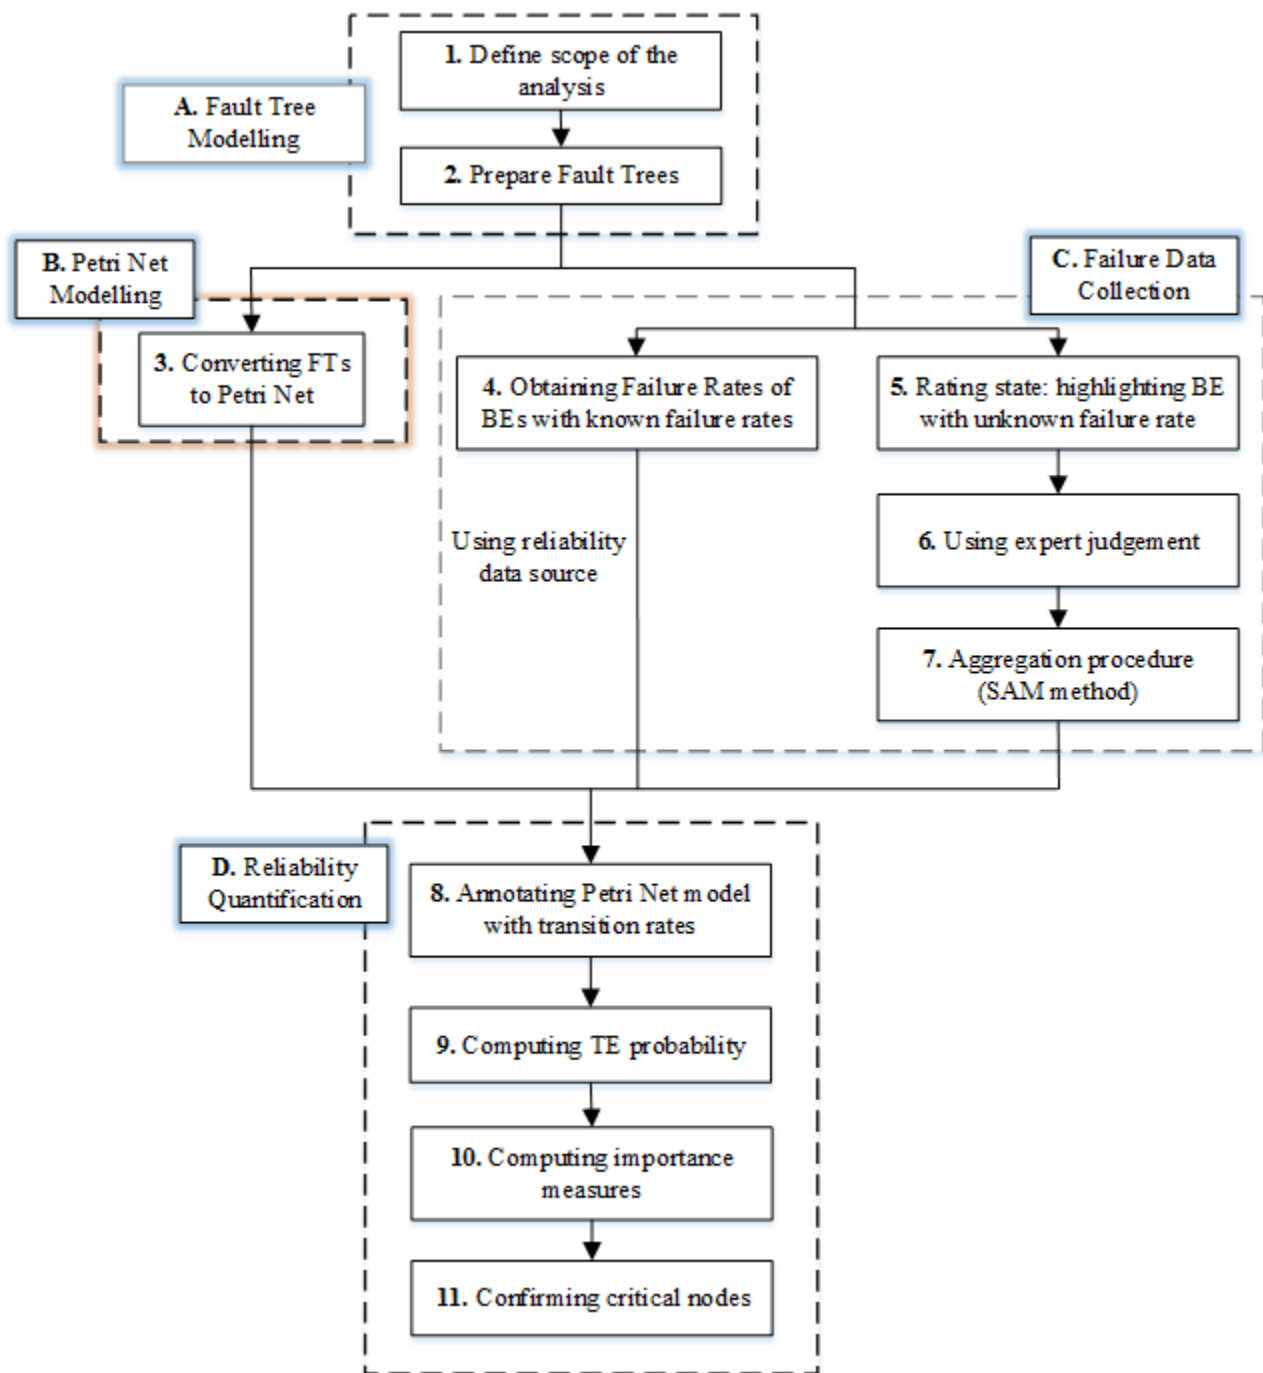 1. Define scope of the
analysis
A. Fault Tree
Modelling
2. Prepare Fault Trees
B. Petri Net
Modelling
C. Failure Data
Collection
3. Converting FTs
to Petri Net
4. Obtaining Failure Rates of
BEs with known failure rates
5. Rating state: highlighting BE
with unknown failure rate
Using reliability
data source
6. Using expert judgement
7. Aggregation procedure
(SAM method)
D. Reliability
Quantification
8. Annotating Petri Net model
with transition rates
9. Computing TE probability
10. Computing importance
measures
11. Confirming critical nodes